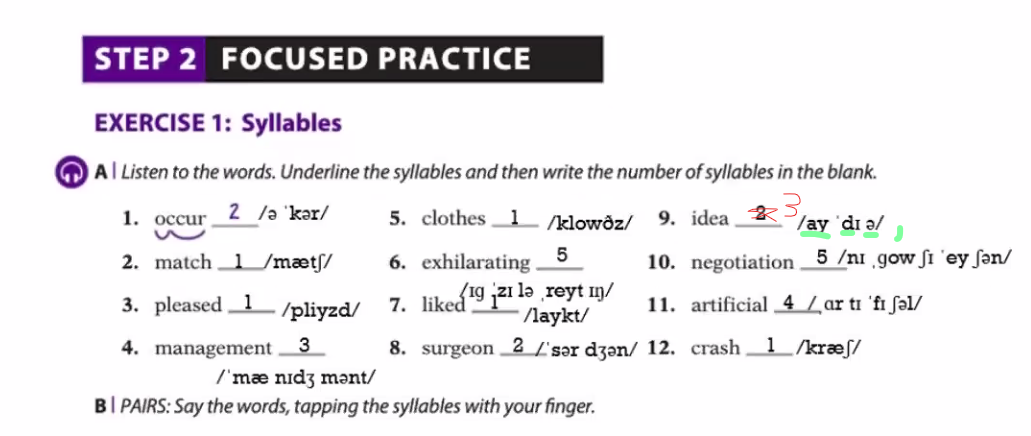 STEP 2 FOCUSED PRACTICE
EXERCISE 1: Syllables
A | Listen to the words. Underline the syllables and then write the number of syllables in the blank.
1. occur 2 /ə ˈkər/ 5. clothes 1 /klowðz/ 9. idea 2 3 /ay ˈdɪ ə/
2. match 1 /mætʃ/ 6. exhilarating 5 10. negotiation 5 /nɪ ˌgow ʃɪ ˈey ʃən/
/ɪg ˈzɪ lə ˌreyt ɪŋ/
3. pleased 1 /pliyzd/ 7. liked 1 /laykt/ 11. artificial 4 /ˌɑr tɪ ˈfɪ ʃəl/
4. management 3 8. surgeon 2 /ˈsər dʒən/ 12. crash 1 /kræʃ/
/ˈmæ nɪdʒ mənt/
B | PAIRS: Say the words, tapping the syllables with your finger.